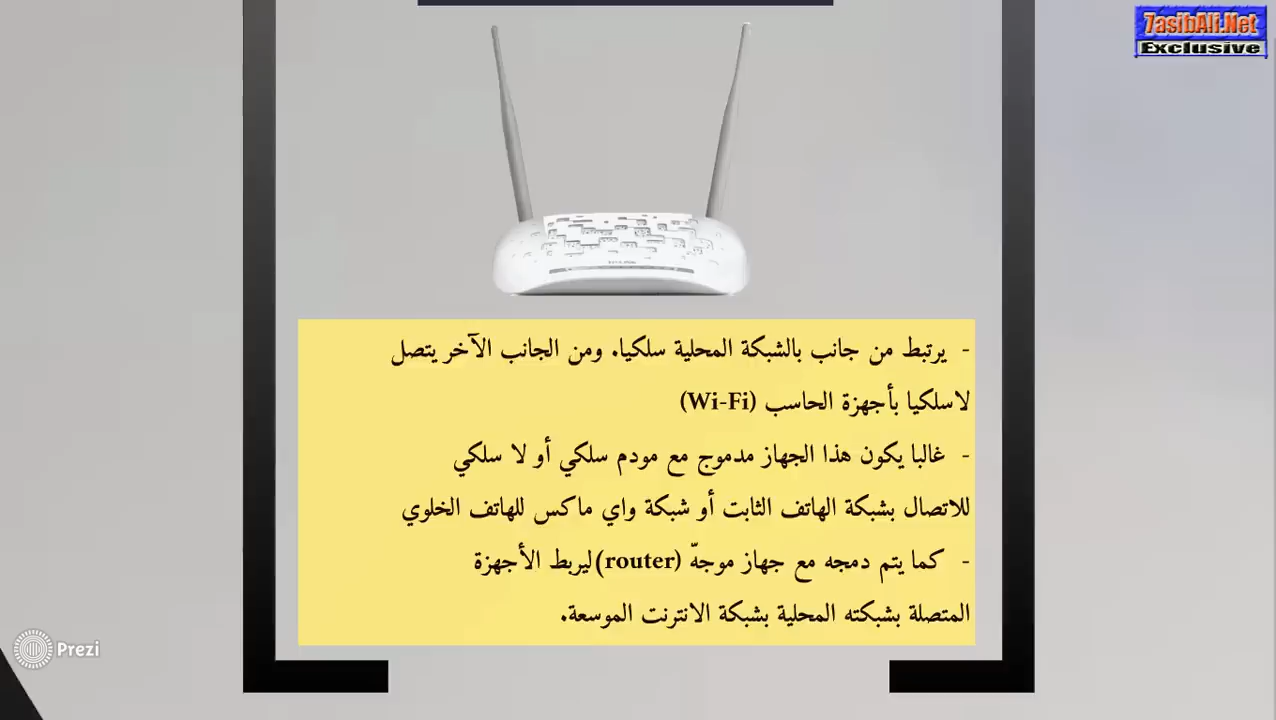 7asibAli.Net
Exclusive
- يرتبط من جانب بالشبكة المحلية سلكيا. ومن الجانب الآخر يتصل
لاسلكيا بأجهزة الحاسب (Wi-Fi)
- غالبا يكون هذا الجهاز مدموج مع مودم سلكي أو لا سلكي
للاتصال بشبكة الهاتف الثابت أو شبكة واي ماكس للهاتف الخلوي
- كما يتم دمجه مع جهاز موجهّ (router)ليربط الأجهزة
المتصلة بشبكته المحلية بشبكة الانترنت الموسعة.
Prezi